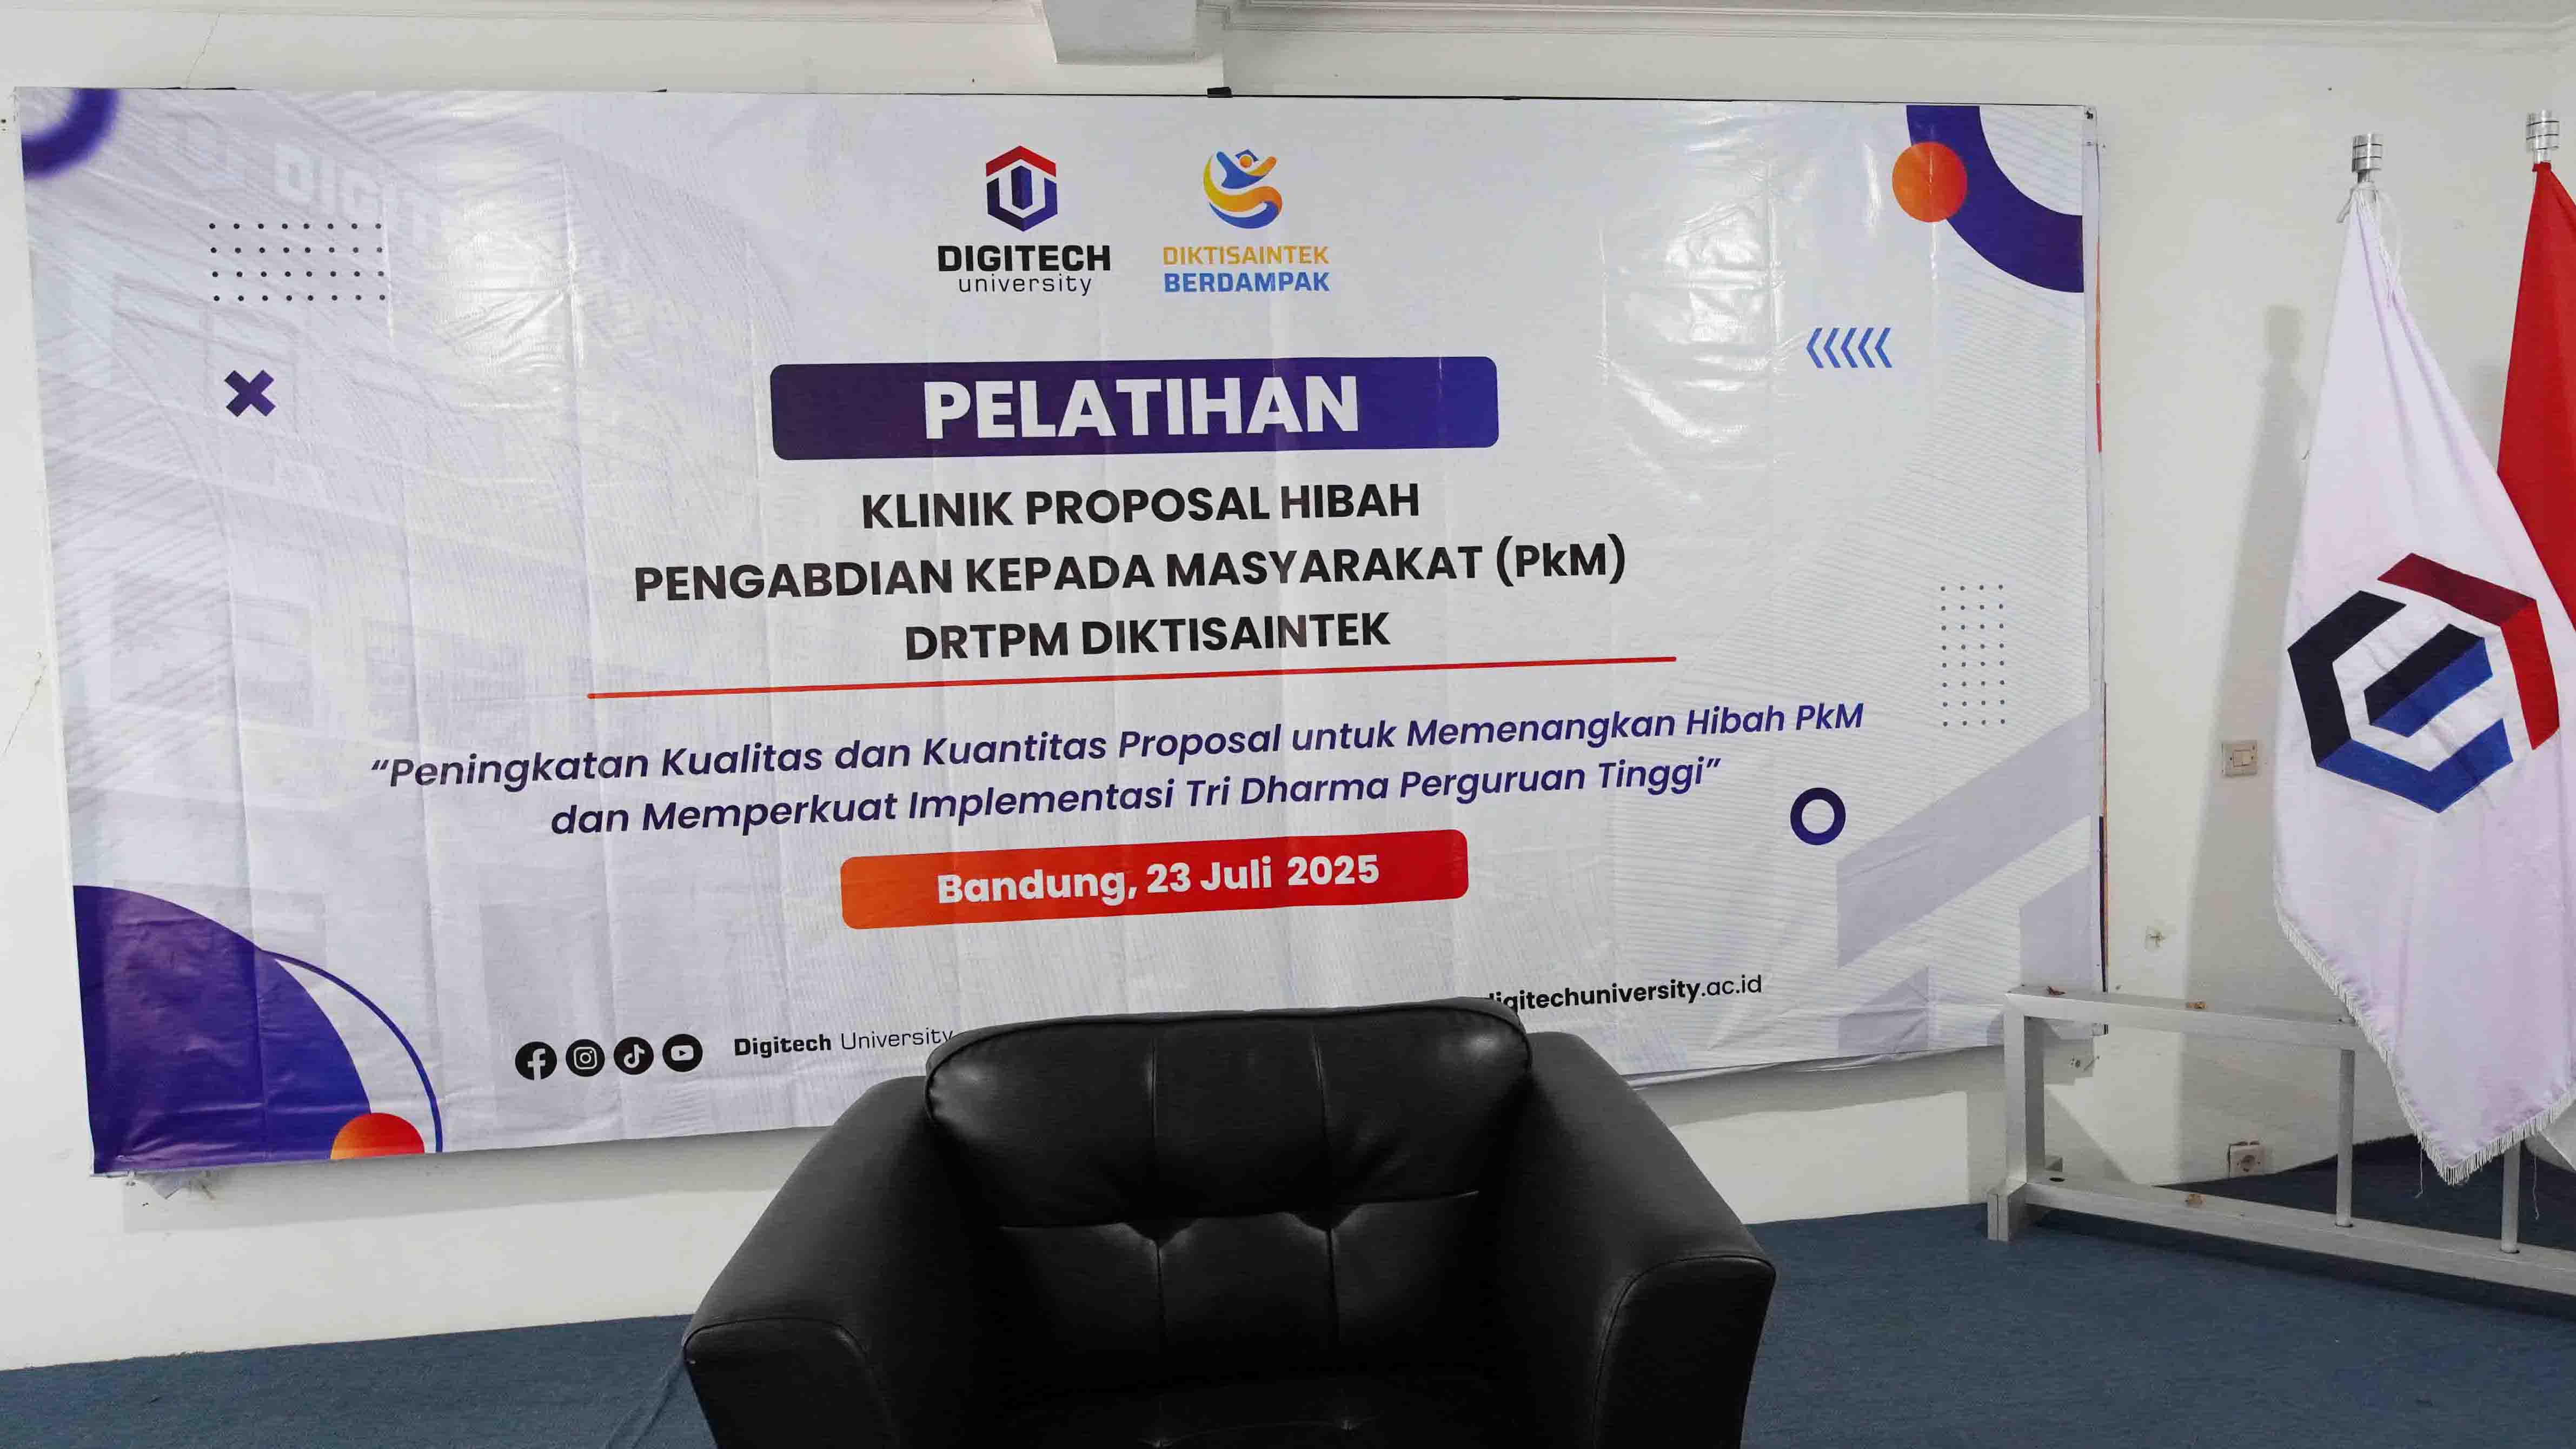 DIGITECH
university
DIKTISAINTEK
BERDAMPAK
PELATIHAN
KLINIK PROPOSAL HIBAH
PENGABDIAN KEPADA MASYARAKAT (PkM)
DRTPM DIKTISAINTEK
“Peningkatan Kualitas dan Kuantitas Proposal untuk Memenangkan Hibah PkM
dan Memperkuat Implementasi Tri Dharma Perguruan Tinggi”
Bandung, 23 Juli 2025
Digitech University
igitechuniversity.ac.id